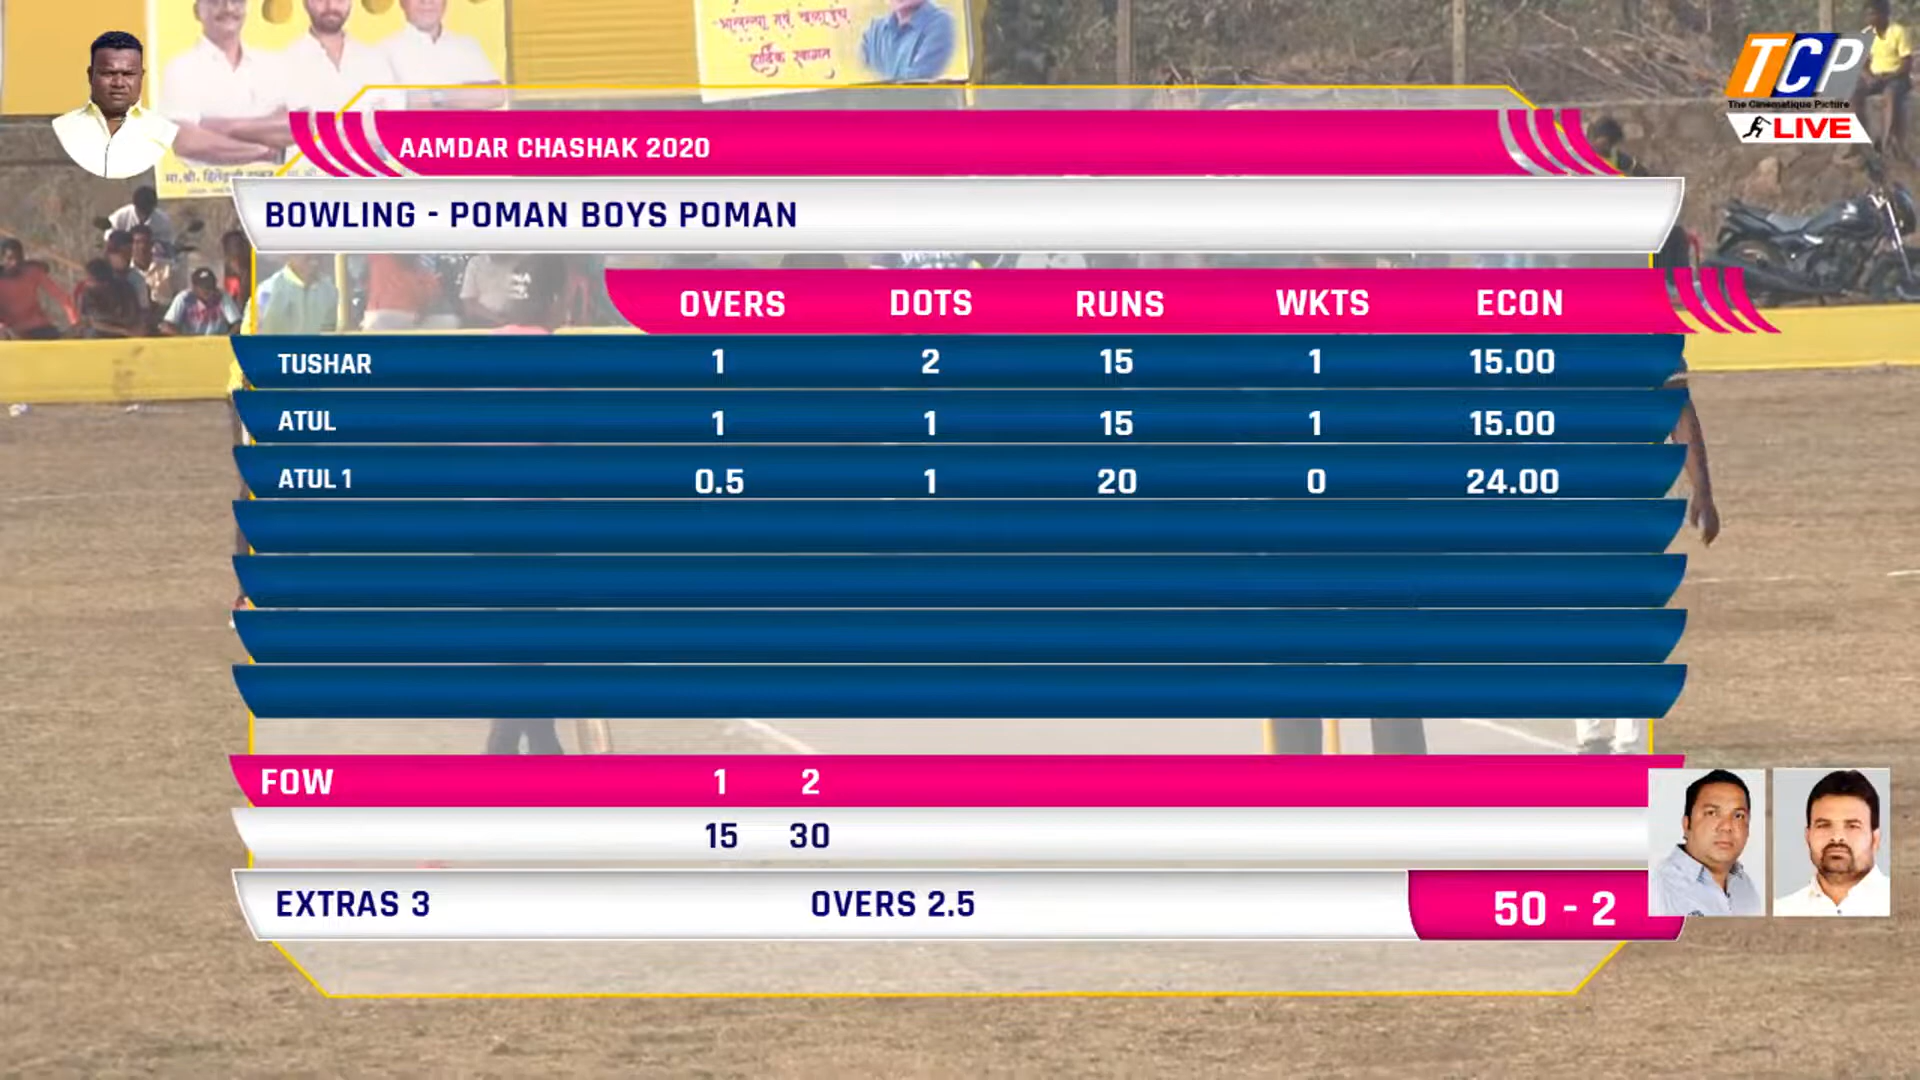 भालल्या
हार्दिक स्वागत
TCP
The Cinematique Picture
LIVE
AAMDAR CHASHAK 2020
मा.श्री.
BOWLING - POMAN BOYS POMAN
OVERS DOTS RUNS WKTS ECON
TUSHAR 1 2 15 1 15.00
ATUL 1 1 15 1 15.00
ATUL 1 0.5 1 20 0 24.00
FOW 1 2
15 30
EXTRAS 3 OVERS 2.5 50 - 2